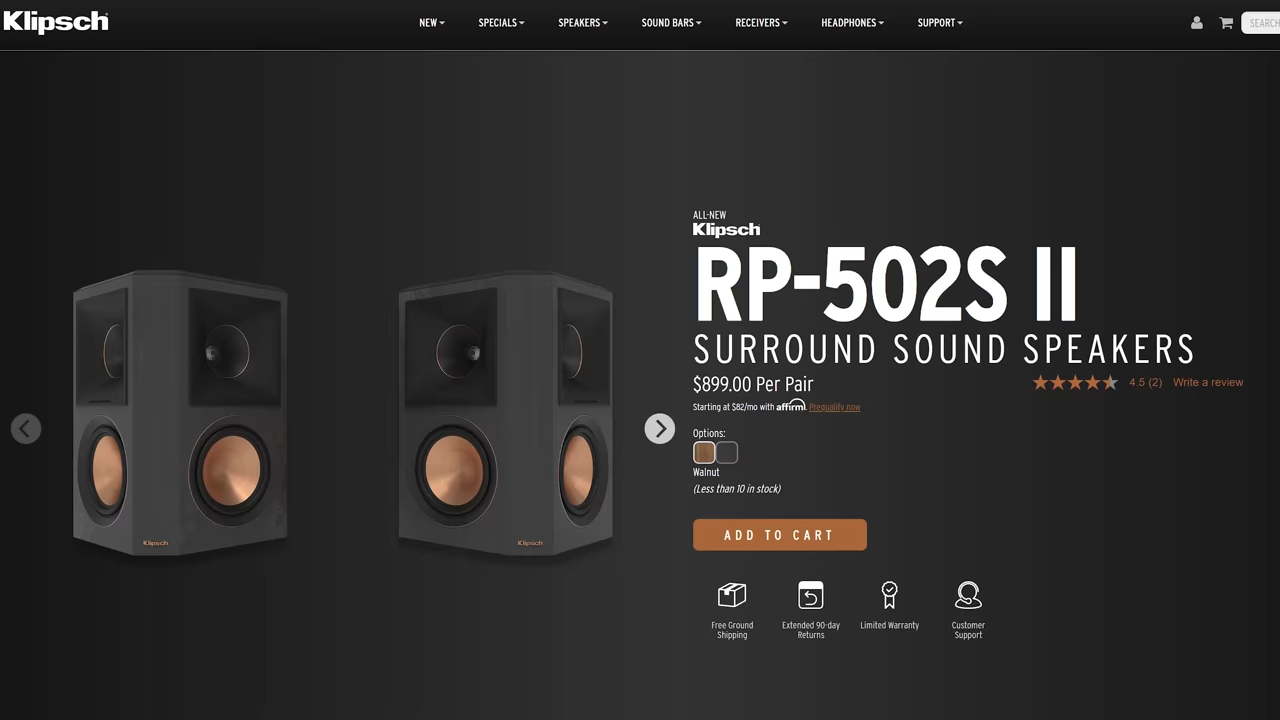 Klipsch
NEW
SPECIALS
SPEAKERS
SOUND BARS
RECEIVERS
HEADPHONES
SUPPORT
SEARCH
ALL-NEW
Klipsch
RP-502S II
SURROUND SOUND SPEAKERS
$899.00 Per Pair
4.5 (2) Write a review
Starting at $82/mo with affirm. Prequalify now
Options:
Walnut
(Less than 10 in stock)
ADD TO CART
Free Ground
Shipping
Extended 90-day
Returns
Limited Warranty
Customer
Support
Klipsch
Klipsch